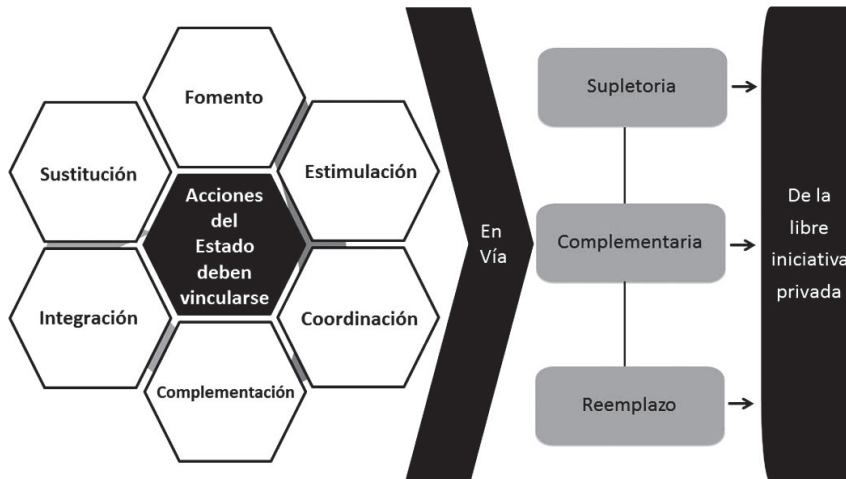 Fomento
Sustitución
Estimulación
Acciones
del
Estado
deben
vincularse
Integración
Coordinación
Complementación
En
Vía
Supletoria
Complementaria
Reemplazo
De la
libre
iniciativa
privada